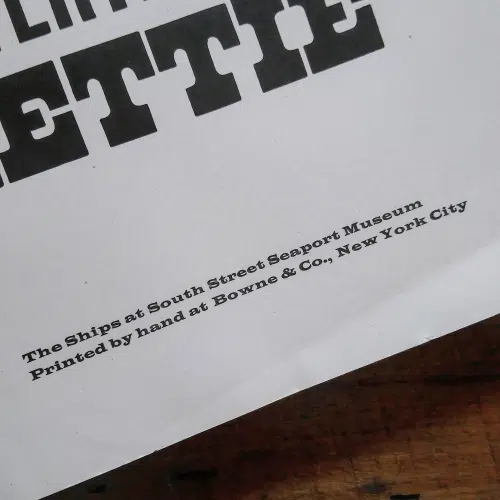 ETTIE
The Ships at South Street Seaport Museum
Printed by hand at Bowne & Co., New York City